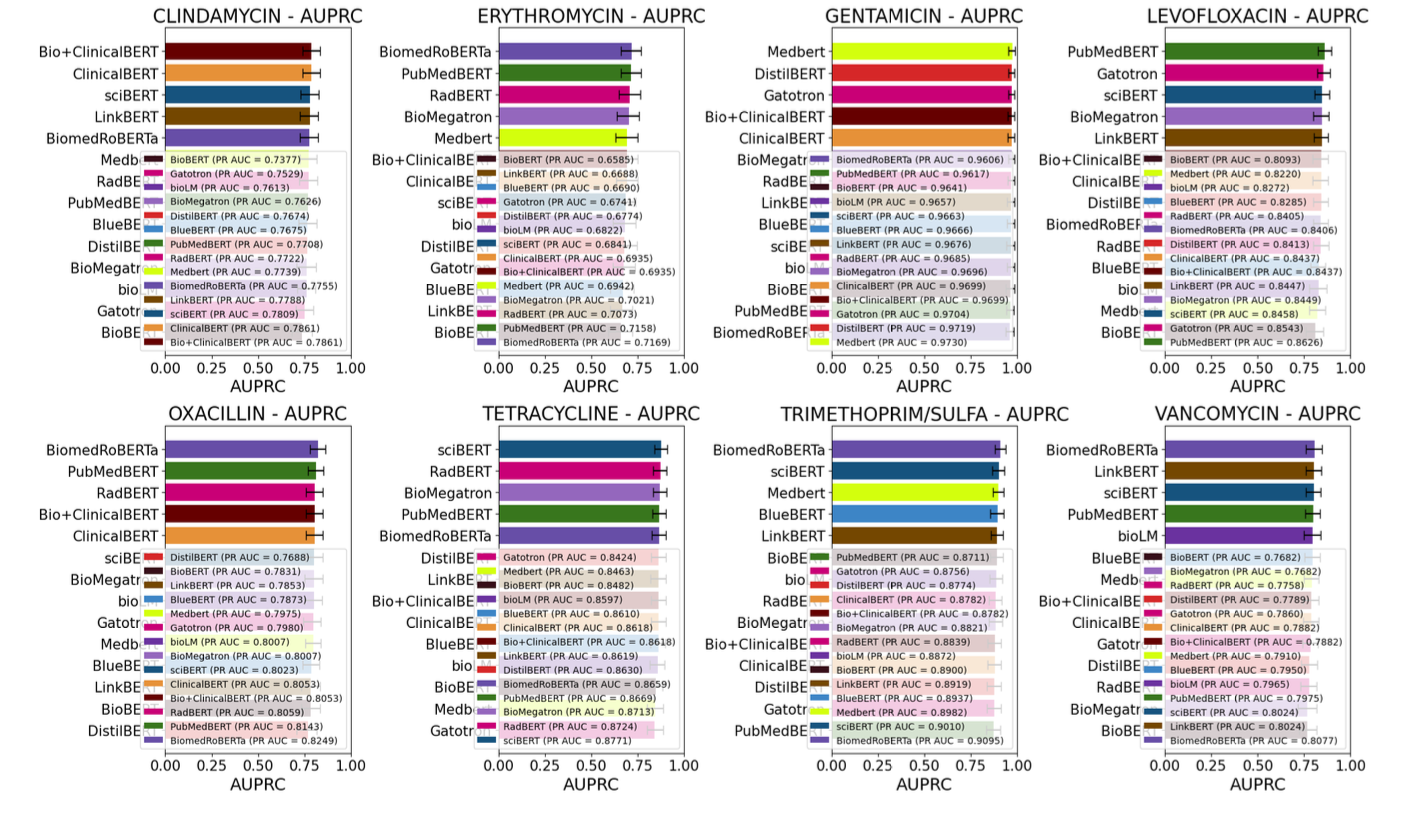 CLINDAMYCIN - AUPRC
Bio+ClinicalBERT
ClinicalBERT
sciBERT
LinkBERT
BiomedRoBERTa
Medb
RadBE
PubMedBE
BlueBE
DistilBE
BioMegatr
bio
Gatotr
BioBE
BioBERT (PR AUC = 0.7377)
Gatotron (PR AUC = 0.7529)
bioLM (PR AUC = 0.7613)
BioMegatron (PR AUC = 0.7626)
DistilBERT (PR AUC = 0.7674)
BlueBERT (PR AUC = 0.7675)
PubMedBERT (PR AUC = 0.7708)
RadBERT (PR AUC = 0.7722)
Medbert (PR AUC = 0.7739)
BiomedRoBERTa (PR AUC = 0.7755)
LinkBERT (PR AUC = 0.7788)
sciBERT (PR AUC = 0.7809)
ClinicalBERT (PR AUC = 0.7861)
Bio+ClinicalBERT (PR AUC = 0.7861)
0.00 0.25 0.50 0.75 1.00
AUPRC
ERYTHROMYCIN - AUPRC
BiomedRoBERTa
PubMedBERT
RadBERT
BioMegatron
Medbert
Bio+ClinicalBE
ClinicalBE
sciBE
bio
DistilBE
Gatotr
BlueBE
LinkBE
BioBE
BioBERT (PR AUC = 0.6585)
LinkBERT (PR AUC = 0.6688)
BlueBERT (PR AUC = 0.6690)
Gatotron (PR AUC = 0.6741)
DistilBERT (PR AUC = 0.6774)
bioLM (PR AUC = 0.6822)
sciBERT (PR AUC = 0.6841)
ClinicalBERT (PR AUC = 0.6935)
Bio+ClinicalBERT (PR AUC = 0.6935)
Medbert (PR AUC = 0.6942)
BioMegatron (PR AUC = 0.7021)
RadBERT (PR AUC = 0.7073)
PubMedBERT (PR AUC = 0.7158)
BiomedRoBERTa (PR AUC = 0.7169)
0.00 0.25 0.50 0.75 1.00
AUPRC
GENTAMICIN - AUPRC
Medbert
DistilBERT
Gatotron
Bio+ClinicalBERT
ClinicalBERT
BioMegatr
RadBE
LinkBE
BlueBE
sciBE
bio
BioBE
PubMedBE
BiomedRoBER
BiomedRoBERTa (PR AUC = 0.9606)
PubMedBERT (PR AUC = 0.9617)
BioBERT (PR AUC = 0.9641)
bioLM (PR AUC = 0.9657)
sciBERT (PR AUC = 0.9663)
BlueBERT (PR AUC = 0.9666)
LinkBERT (PR AUC = 0.9676)
RadBERT (PR AUC = 0.9685)
BioMegatron (PR AUC = 0.9696)
ClinicalBERT (PR AUC = 0.9699)
Bio+ClinicalBERT (PR AUC = 0.9699)
Gatotron (PR AUC = 0.9704)
DistilBERT (PR AUC = 0.9719)
Medbert (PR AUC = 0.9730)
0.00 0.25 0.50 0.75 1.00
AUPRC
LEVOFLOXACIN - AUPRC
PubMedBERT
Gatotron
sciBERT
BioMegatron
LinkBERT
Bio+ClinicalBE
ClinicalBE
DistilBE
BiomedRoBER
RadBE
BlueBE
bio
Medb
BioBE
BioBERT (PR AUC = 0.8093)
Medbert (PR AUC = 0.8220)
bioLM (PR AUC = 0.8272)
BlueBERT (PR AUC = 0.8285)
RadBERT (PR AUC = 0.8405)
BiomedRoBERTa (PR AUC = 0.8406)
DistilBERT (PR AUC = 0.8413)
ClinicalBERT (PR AUC = 0.8437)
Bio+ClinicalBERT (PR AUC = 0.8437)
LinkBERT (PR AUC = 0.8447)
BioMegatron (PR AUC = 0.8449)
sciBERT (PR AUC = 0.8458)
Gatotron (PR AUC = 0.8543)
PubMedBERT (PR AUC = 0.8626)
0.00 0.25 0.50 0.75 1.00
AUPRC
OXACILLIN - AUPRC
BiomedRoBERTa
PubMedBERT
RadBERT
Bio+ClinicalBERT
ClinicalBERT
sciBE
BioMegatr
bio
Gatotr
Medb
BlueBE
LinkBE
BioBE
DistilBE
DistilBERT (PR AUC = 0.7688)
BioBERT (PR AUC = 0.7831)
LinkBERT (PR AUC = 0.7853)
BlueBERT (PR AUC = 0.7873)
Medbert (PR AUC = 0.7975)
Gatotron (PR AUC = 0.7980)
bioLM (PR AUC = 0.8007)
BioMegatron (PR AUC = 0.8007)
sciBERT (PR AUC = 0.8023)
ClinicalBERT (PR AUC = 0.8053)
Bio+ClinicalBERT (PR AUC = 0.8053)
RadBERT (PR AUC = 0.8059)
PubMedBERT (PR AUC = 0.8143)
BiomedRoBERTa (PR AUC = 0.8249)
0.00 0.25 0.50 0.75 1.00
AUPRC
TETRACYCLINE - AUPRC
sciBERT
RadBERT
BioMegatron
PubMedBERT
BiomedRoBERTa
DistilBE
LinkBE
Bio+ClinicalBE
ClinicalBE
BlueBE
bio
BioBE
Medb
Gatotr
Gatotron (PR AUC = 0.8424)
Medbert (PR AUC = 0.8463)
BioBERT (PR AUC = 0.8482)
bioLM (PR AUC = 0.8597)
BlueBERT (PR AUC = 0.8610)
ClinicalBERT (PR AUC = 0.8618)
Bio+ClinicalBERT (PR AUC = 0.8618)
LinkBERT (PR AUC = 0.8619)
DistilBERT (PR AUC = 0.8630)
BiomedRoBERTa (PR AUC = 0.8659)
PubMedBERT (PR AUC = 0.8669)
BioMegatron (PR AUC = 0.8713)
RadBERT (PR AUC = 0.8724)
sciBERT (PR AUC = 0.8771)
0.00 0.25 0.50 0.75 1.00
AUPRC
TRIMETHOPRIM/SULFA - AUPRC
BiomedRoBERTa
sciBERT
Medbert
BlueBERT
LinkBERT
BioBE
bio
RadBE
BioMegatr
Bio+ClinicalBE
ClinicalBE
DistilBE
Gatotr
PubMedBE
PubMedBERT (PR AUC = 0.8711)
Gatotron (PR AUC = 0.8756)
DistilBERT (PR AUC = 0.8774)
ClinicalBERT (PR AUC = 0.8782)
Bio+ClinicalBERT (PR AUC = 0.8782)
BioMegatron (PR AUC = 0.8821)
RadBERT (PR AUC = 0.8839)
bioLM (PR AUC = 0.8872)
BioBERT (PR AUC = 0.8900)
LinkBERT (PR AUC = 0.8919)
BlueBERT (PR AUC = 0.8937)
Medbert (PR AUC = 0.8982)
sciBERT (PR AUC = 0.9010)
BiomedRoBERTa (PR AUC = 0.9095)
0.00 0.25 0.50 0.75 1.00
AUPRC
VANCOMYCIN - AUPRC
BiomedRoBERTa
LinkBERT
sciBERT
PubMedBERT
bioLM
BlueBE
Medb
Bio+ClinicalBE
ClinicalBE
Gatotr
DistilBE
RadBE
BioMegatr
BioBE
BioBERT (PR AUC = 0.7682)
BioMegatron (PR AUC = 0.7682)
RadBERT (PR AUC = 0.7758)
DistilBERT (PR AUC = 0.7789)
Gatotron (PR AUC = 0.7860)
ClinicalBERT (PR AUC = 0.7882)
Bio+ClinicalBERT (PR AUC = 0.7882)
Medbert (PR AUC = 0.7910)
BlueBERT (PR AUC = 0.7950)
bioLM (PR AUC = 0.7965)
PubMedBERT (PR AUC = 0.7975)
sciBERT (PR AUC = 0.8024)
LinkBERT (PR AUC = 0.8024)
BiomedRoBERTa (PR AUC = 0.8077)
0.00 0.25 0.50 0.75 1.00
AUPRC